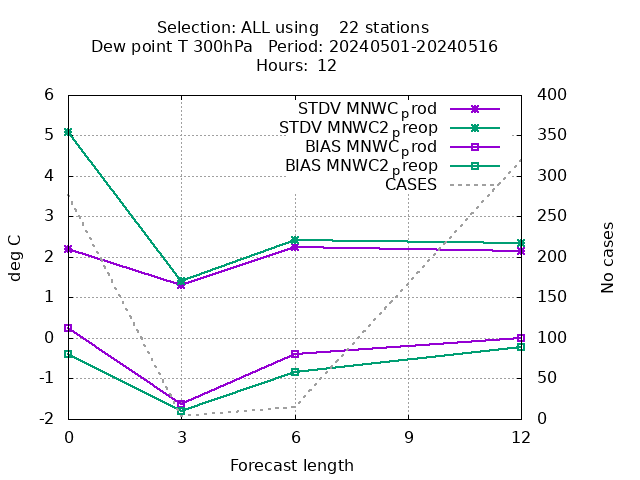 Selection: ALL using    22 stations
Dew point T 300hPa   Period: 20240501-20240516
Hours: 12
STDV MNWC_prod
STDV MNWC2_preop
BIAS MNWC_prod
BIAS MNWC2_preop
CASES
deg C
6
5
4
3
2
1
0
-1
-2
No cases
400
350
300
250
200
150
100
50
0
0 3 6 9 12
Forecast length